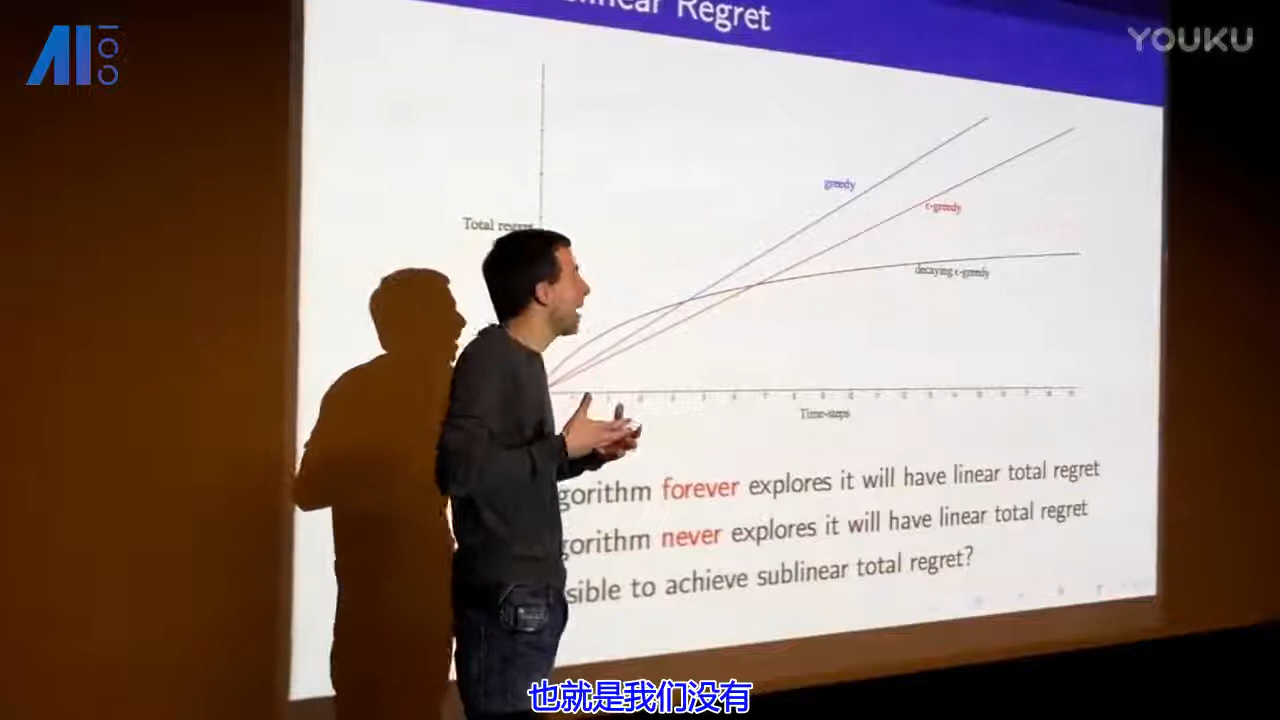 AI
100
YOUKU
linear Regret
greedy
ϵ-greedy
Total regret
decaying ϵ-greedy
Time-steps
gorithm forever explores it will have linear total regret
gorithm never explores it will have linear total regret
sible to achieve sublinear total regret?
也就是我们没有